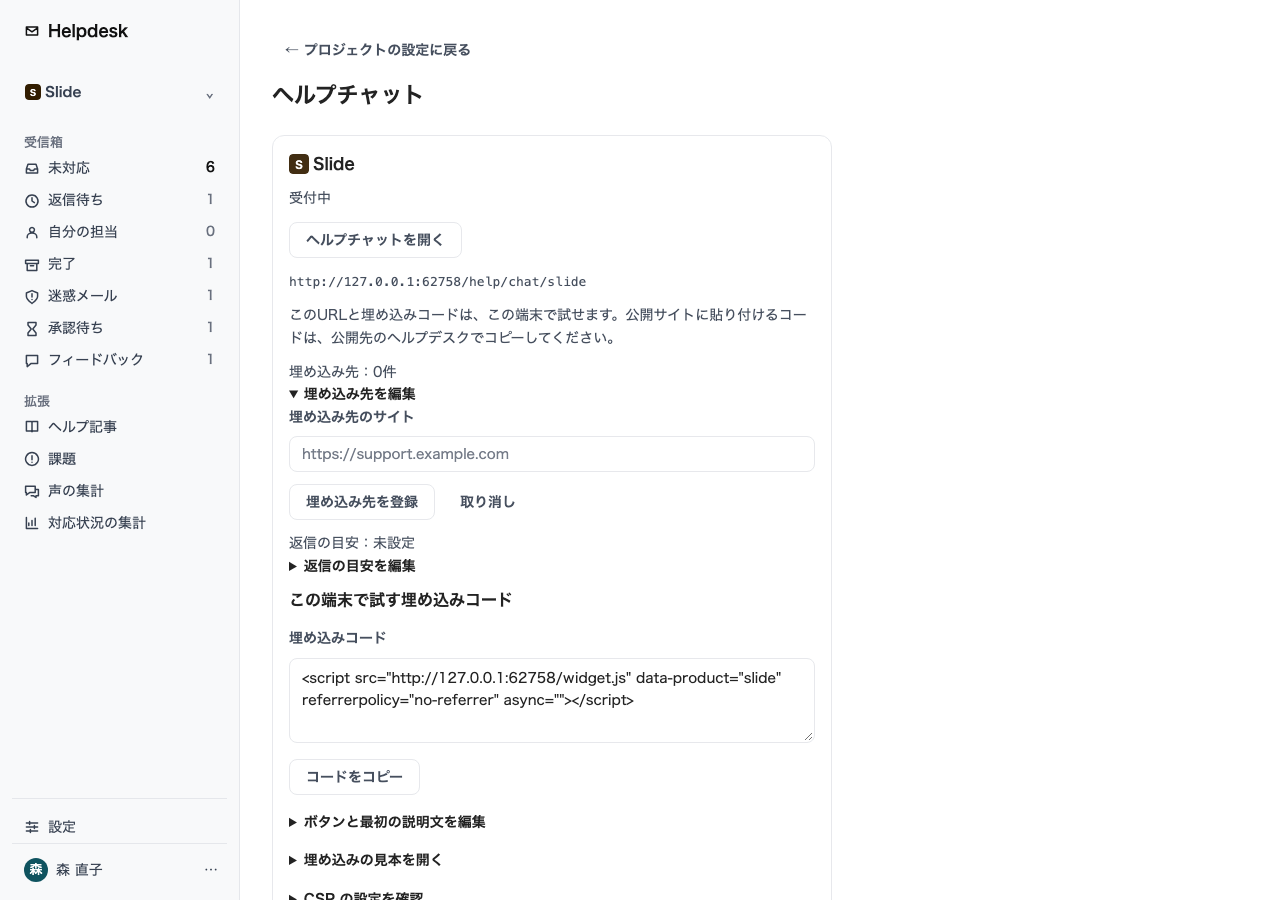 Helpdesk
S Slide
受信箱
未対応 6
返信待ち 1
自分の担当 0
完了 1
迷惑メール 1
承認待ち 1
フィードバック 1
拡張
ヘルプ記事
課題
声の集計
対応状況の集計
設定
森 森 直子 …
← プロジェクトの設定に戻る
ヘルプチャット
S Slide
受付中
ヘルプチャットを開く
http://127.0.0.1:62758/help/chat/slide
このURLと埋め込みコードは、この端末で試せます。公開サイトに貼り付けるコー
ドは、公開先のヘルプデスクでコピーしてください。
埋め込み先：0件
▼ 埋め込み先を編集
埋め込み先のサイト
https://support.example.com
埋め込み先を登録 取り消し
返信の目安：未設定
▶ 返信の目安を編集
この端末で試す埋め込みコード
埋め込みコード
<script src="http://127.0.0.1:62758/widget.js" data-product="slide"
referrerpolicy="no-referrer" async=""></script>
コードをコピー
▶ ボタンと最初の説明文を編集
▶ 埋め込みの見本を開く
▶ CSP の設定を確認